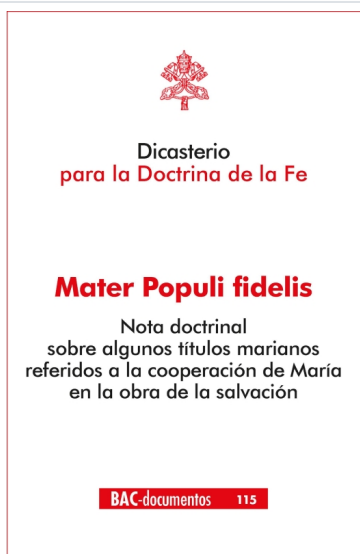 Dicasterio
para la Doctrina de la Fe
Mater Populi fidelis
Nota doctrinal
sobre algunos títulos marianos
referidos a la cooperación de María
en la obra de la salvación
BAC-documentos 115